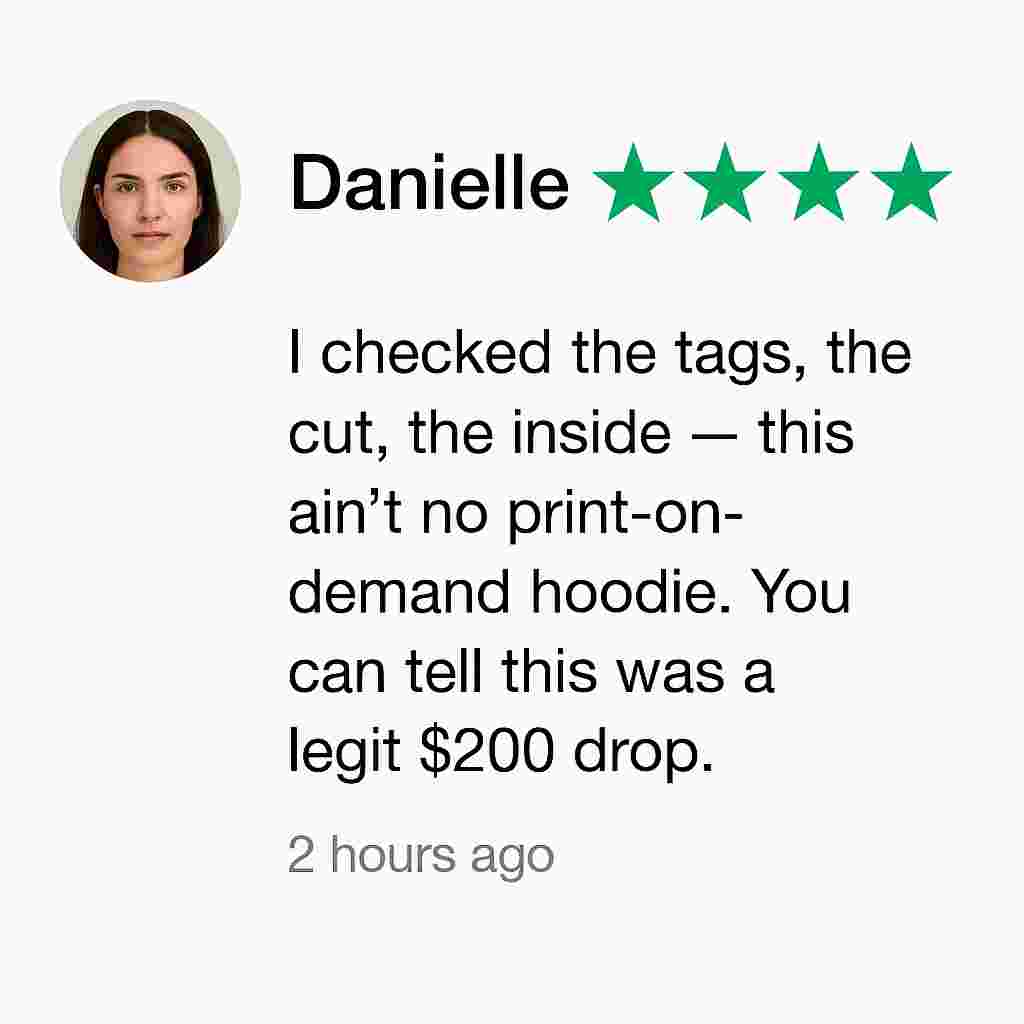 Danielle
I checked the tags, the
cut, the inside — this
ain’t no print-on-
demand hoodie. You
can tell this was a
legit $200 drop.
2 hours ago